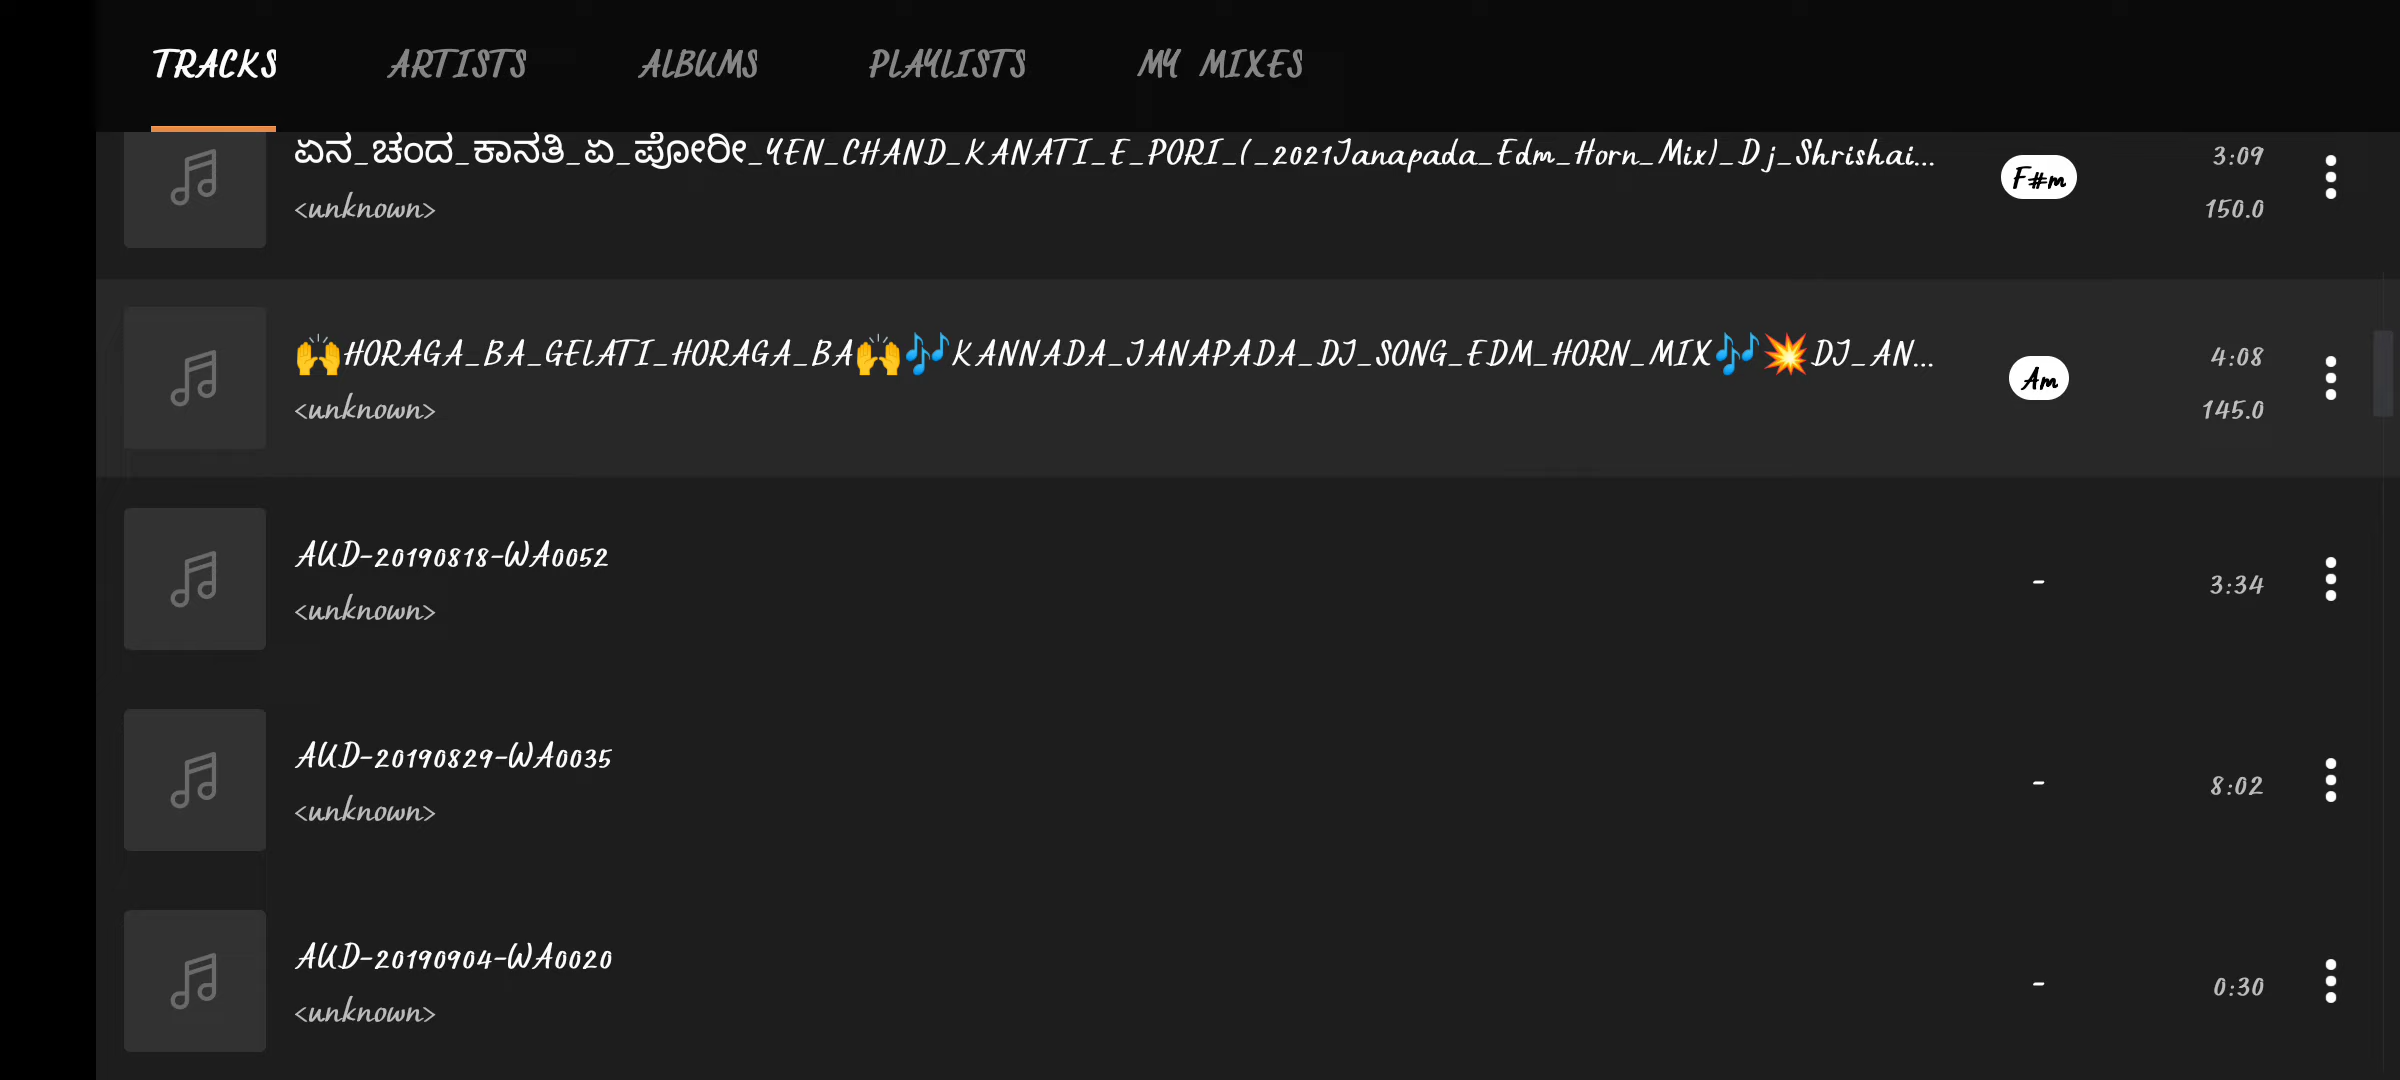 TRACKS ARTISTS ALBUMS PLAYLISTS MY MIXES
ಏನ_ಚಂದ_ಕಾನತಿ_ಏ_ಪೋರೀ_YEN_CHAND_KANATI_E_PORI_(_2021Janapada_Edm_Horn_Mix)_Dj_Shrishai... F#m 3:09
<unknown> 150.0
🙌HORAGA_BA_GELATI_HORAGA_BA🙌🎶KANNADA_JANAPADA_DJ_SONG_EDM_HORN_MIX🎶💥DJ_AN... Am 4:08
<unknown> 145.0
AUD-20190818-WA0052 - 3:34
<unknown>
AUD-20190829-WA0035 - 8:02
<unknown>
AUD-20190904-WA0020 - 0:30
<unknown>